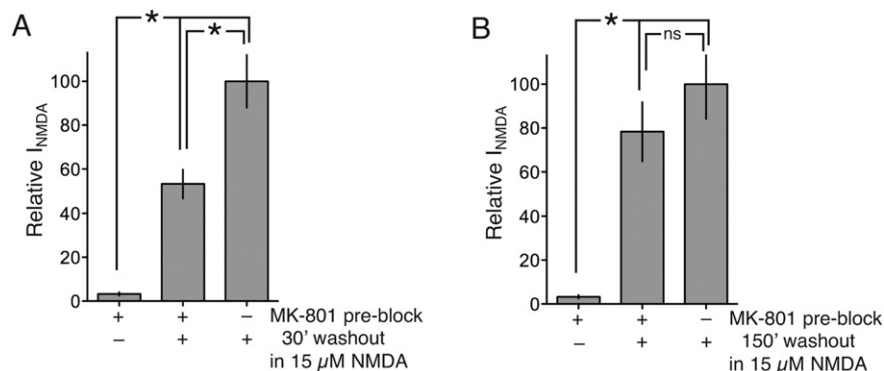 A
*
*
Relative I_NMDA
100
80
60
40
20
0
+ + − MK-801 pre-block
− + + 30' washout
in 15 µM NMDA
B
*
ns
Relative I_NMDA
100
80
60
40
20
0
+ + − MK-801 pre-block
− + + 150' washout
in 15 µM NMDA